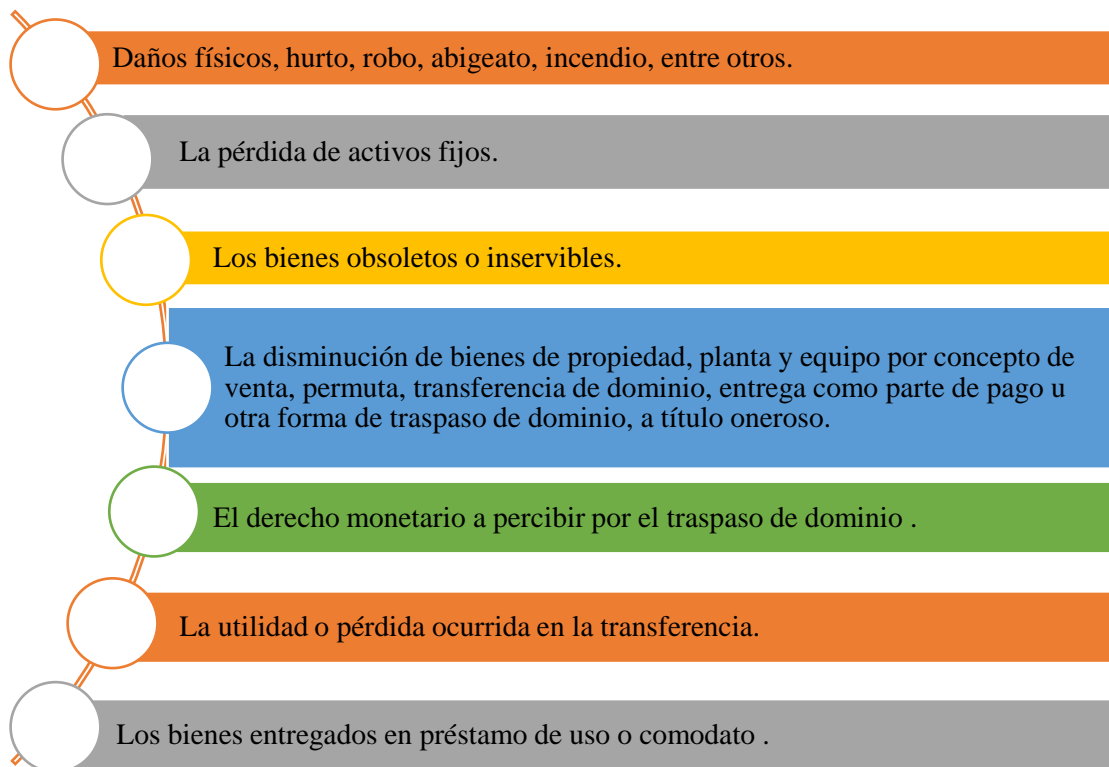 Daños físicos, hurto, robo, abigeato, incendio, entre otros.
La pérdida de activos fijos.
Los bienes obsoletos o inservibles.
La disminución de bienes de propiedad, planta y equipo por concepto de
venta, permuta, transferencia de dominio, entrega como parte de pago u
otra forma de traspaso de dominio, a título oneroso.
El derecho monetario a percibir por el traspaso de dominio .
La utilidad o pérdida ocurrida en la transferencia.
Los bienes entregados en préstamo de uso o comodato .